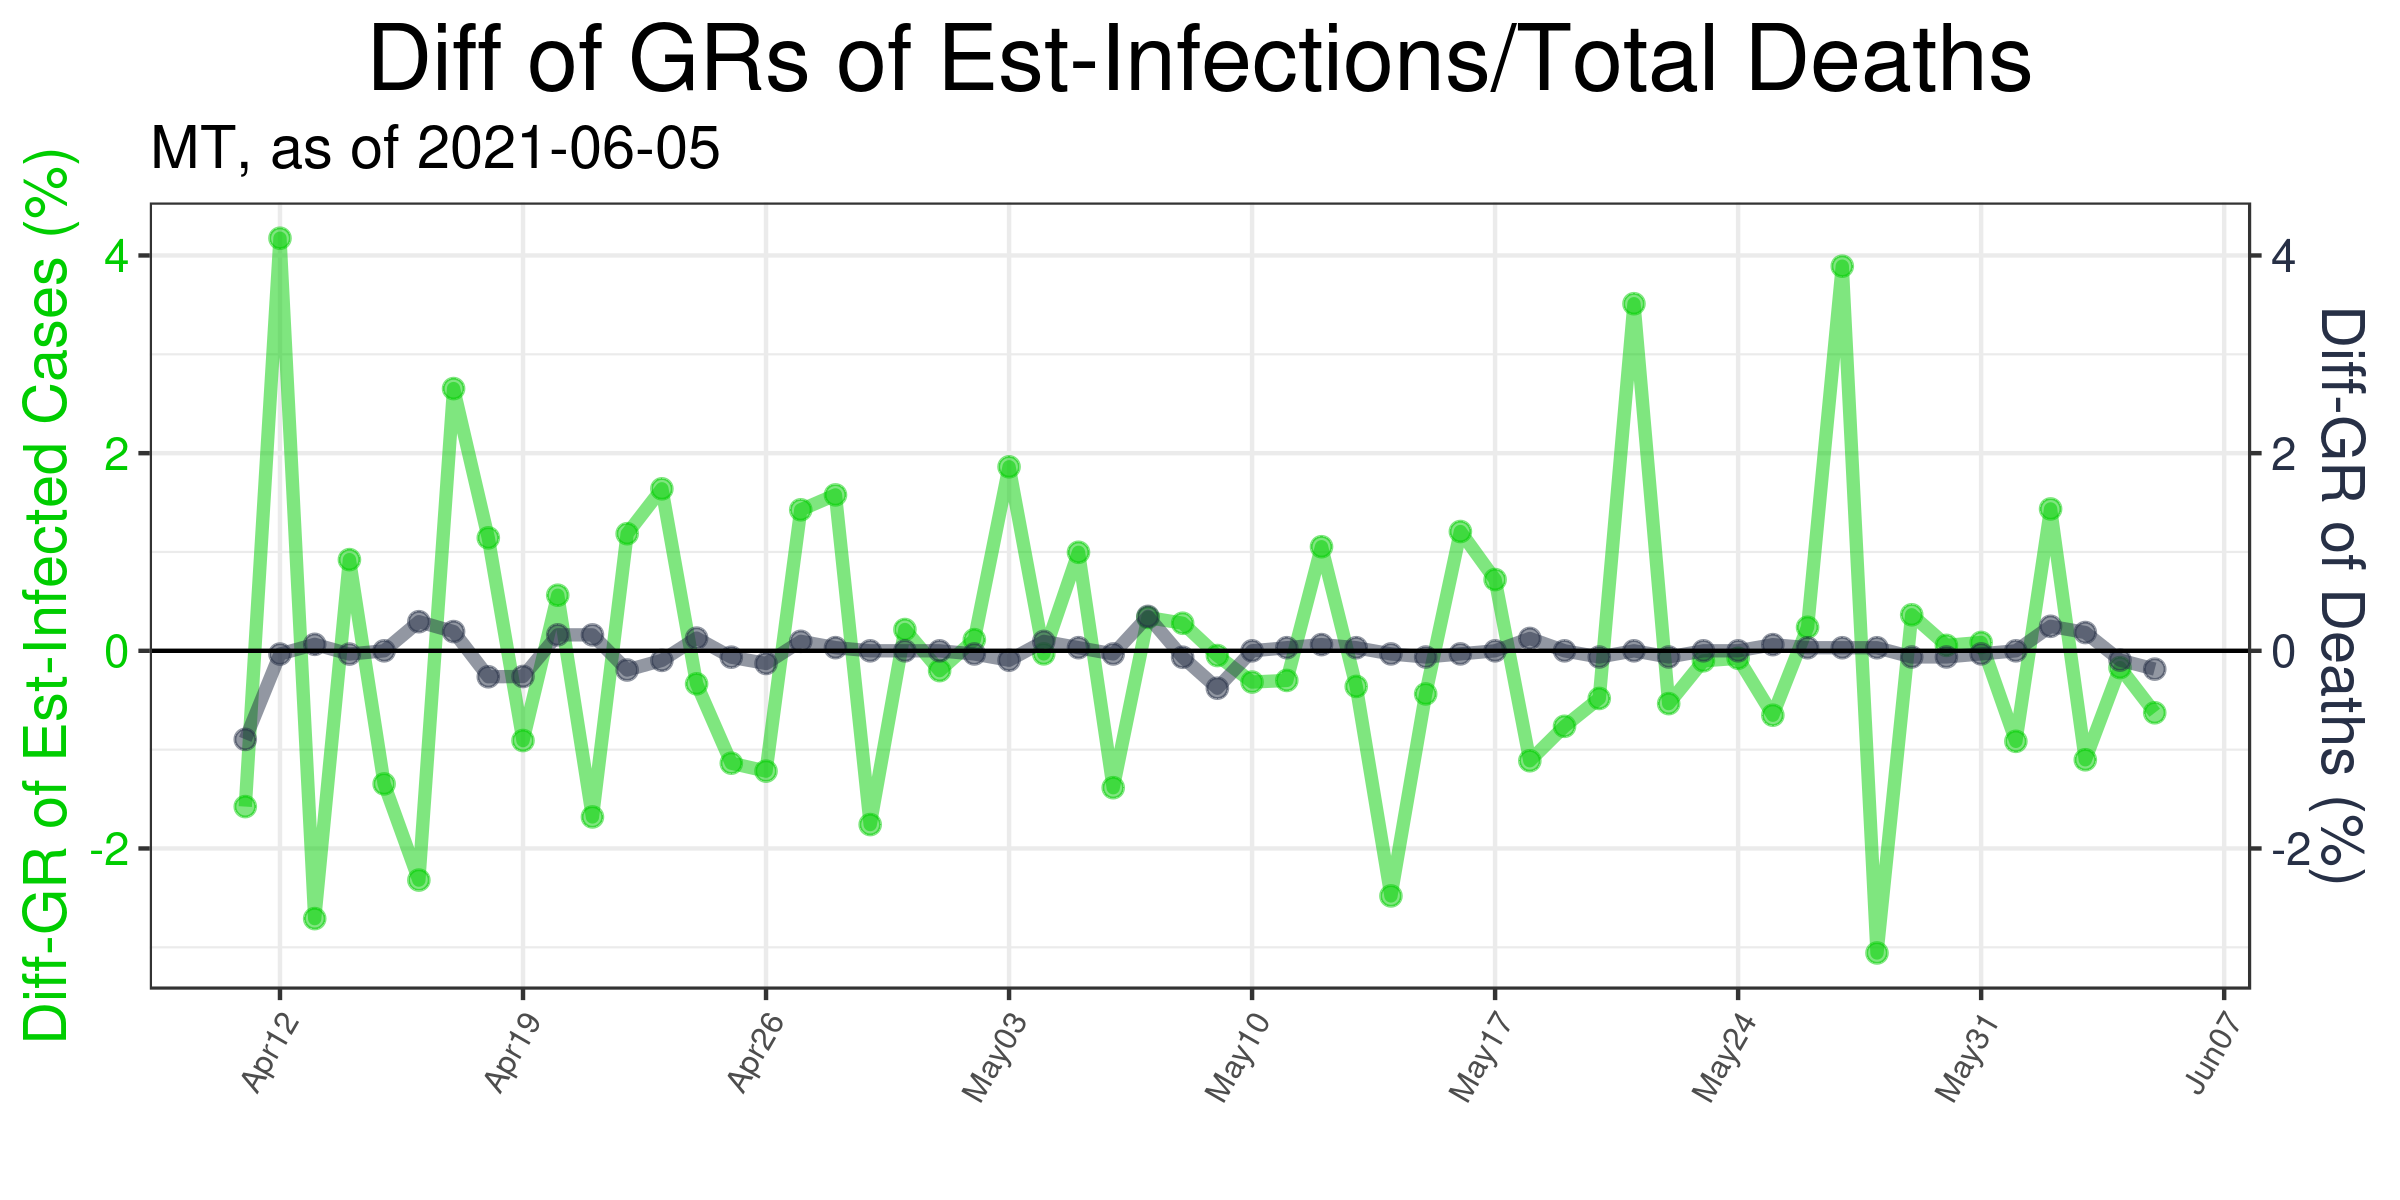 Diff of GRs of Est-Infections/Total Deaths
MT, as of 2021-06-05
Diff-GR of Est-Infected Cases (%)
4
2
0
-2
4
2
0
-2
Diff-GR of Deaths (%)
Apr12
Apr19
Apr26
May03
May10
May17
May24
May31
Jun07